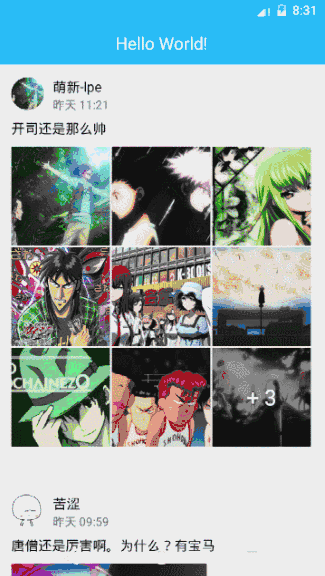 8:31
Hello World!
萌新-lpe
昨天 11:21
开司还是那么帅
CHAINEZO
+ 3
苦涩
昨天 09:59
唐僧还是厉害啊。为什么？有宝马